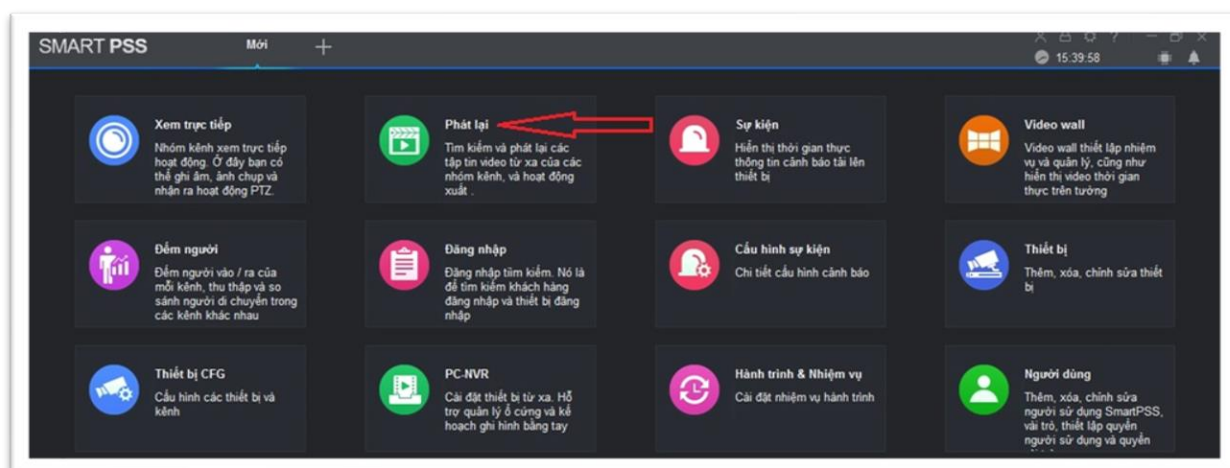 SMART PSS
Mới
+
?
15:39:58
Xem trực tiếp
Nhóm kênh xem trực tiếp
hoạt động. Ở đây bạn có
thể ghi âm, ảnh chụp và
nhận ra hoạt động PTZ.
Phát lại
Tìm kiếm và phát lại các
tập tin video từ xa của các
nhóm kênh, và hoạt động
xuất .
Sự kiện
Hiển thị thời gian thực
thông tin cảnh báo tải lên
thiết bị
Video wall
Video wall thiết lập nhiệm
vụ và quản lý, cũng như
hiển thị video thời gian
thực trên tường
Đếm người
Đếm người vào / ra của
mỗi kênh, thu thập và so
sánh người di chuyển trong
các kênh khác nhau
Đăng nhập
Đăng nhập tiìm kiếm. Nó là
để tìm kiếm khách hàng
đăng nhập và thiết bị đăng
nhập
Cấu hình sự kiện
Chi tiết cấu hình cảnh báo
Thiết bị
Thêm, xóa, chỉnh sửa thiết
bị
Thiết bị CFG
Cấu hình các thiết bị và
kênh
PC-NVR
Cài đặt thiết bị từ xa. Hỗ
trợ quản lý ổ cứng và kế
hoạch ghi hình bằng tay
Hành trình & Nhiệm vụ
Cài đặt nhiệm vụ hành trình
Người dùng
Thêm, xóa, chỉnh sửa
người sử dụng SmartPSS,
vai trò, thiết lập quyền
người sử dụng và quyền